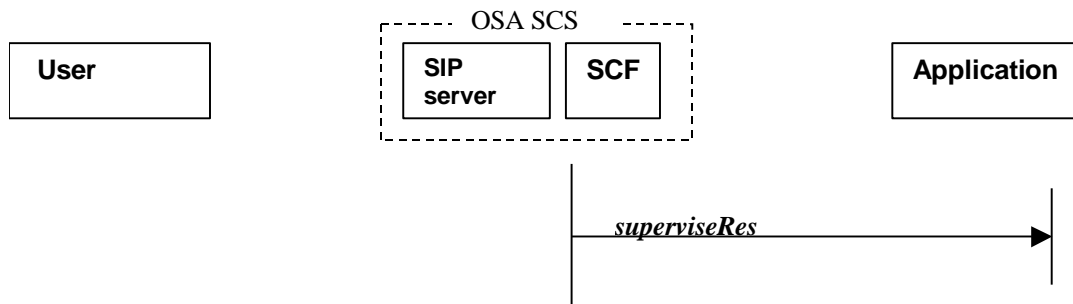 OSA SCS
User
SIP
server
SCF
Application
superviseRes